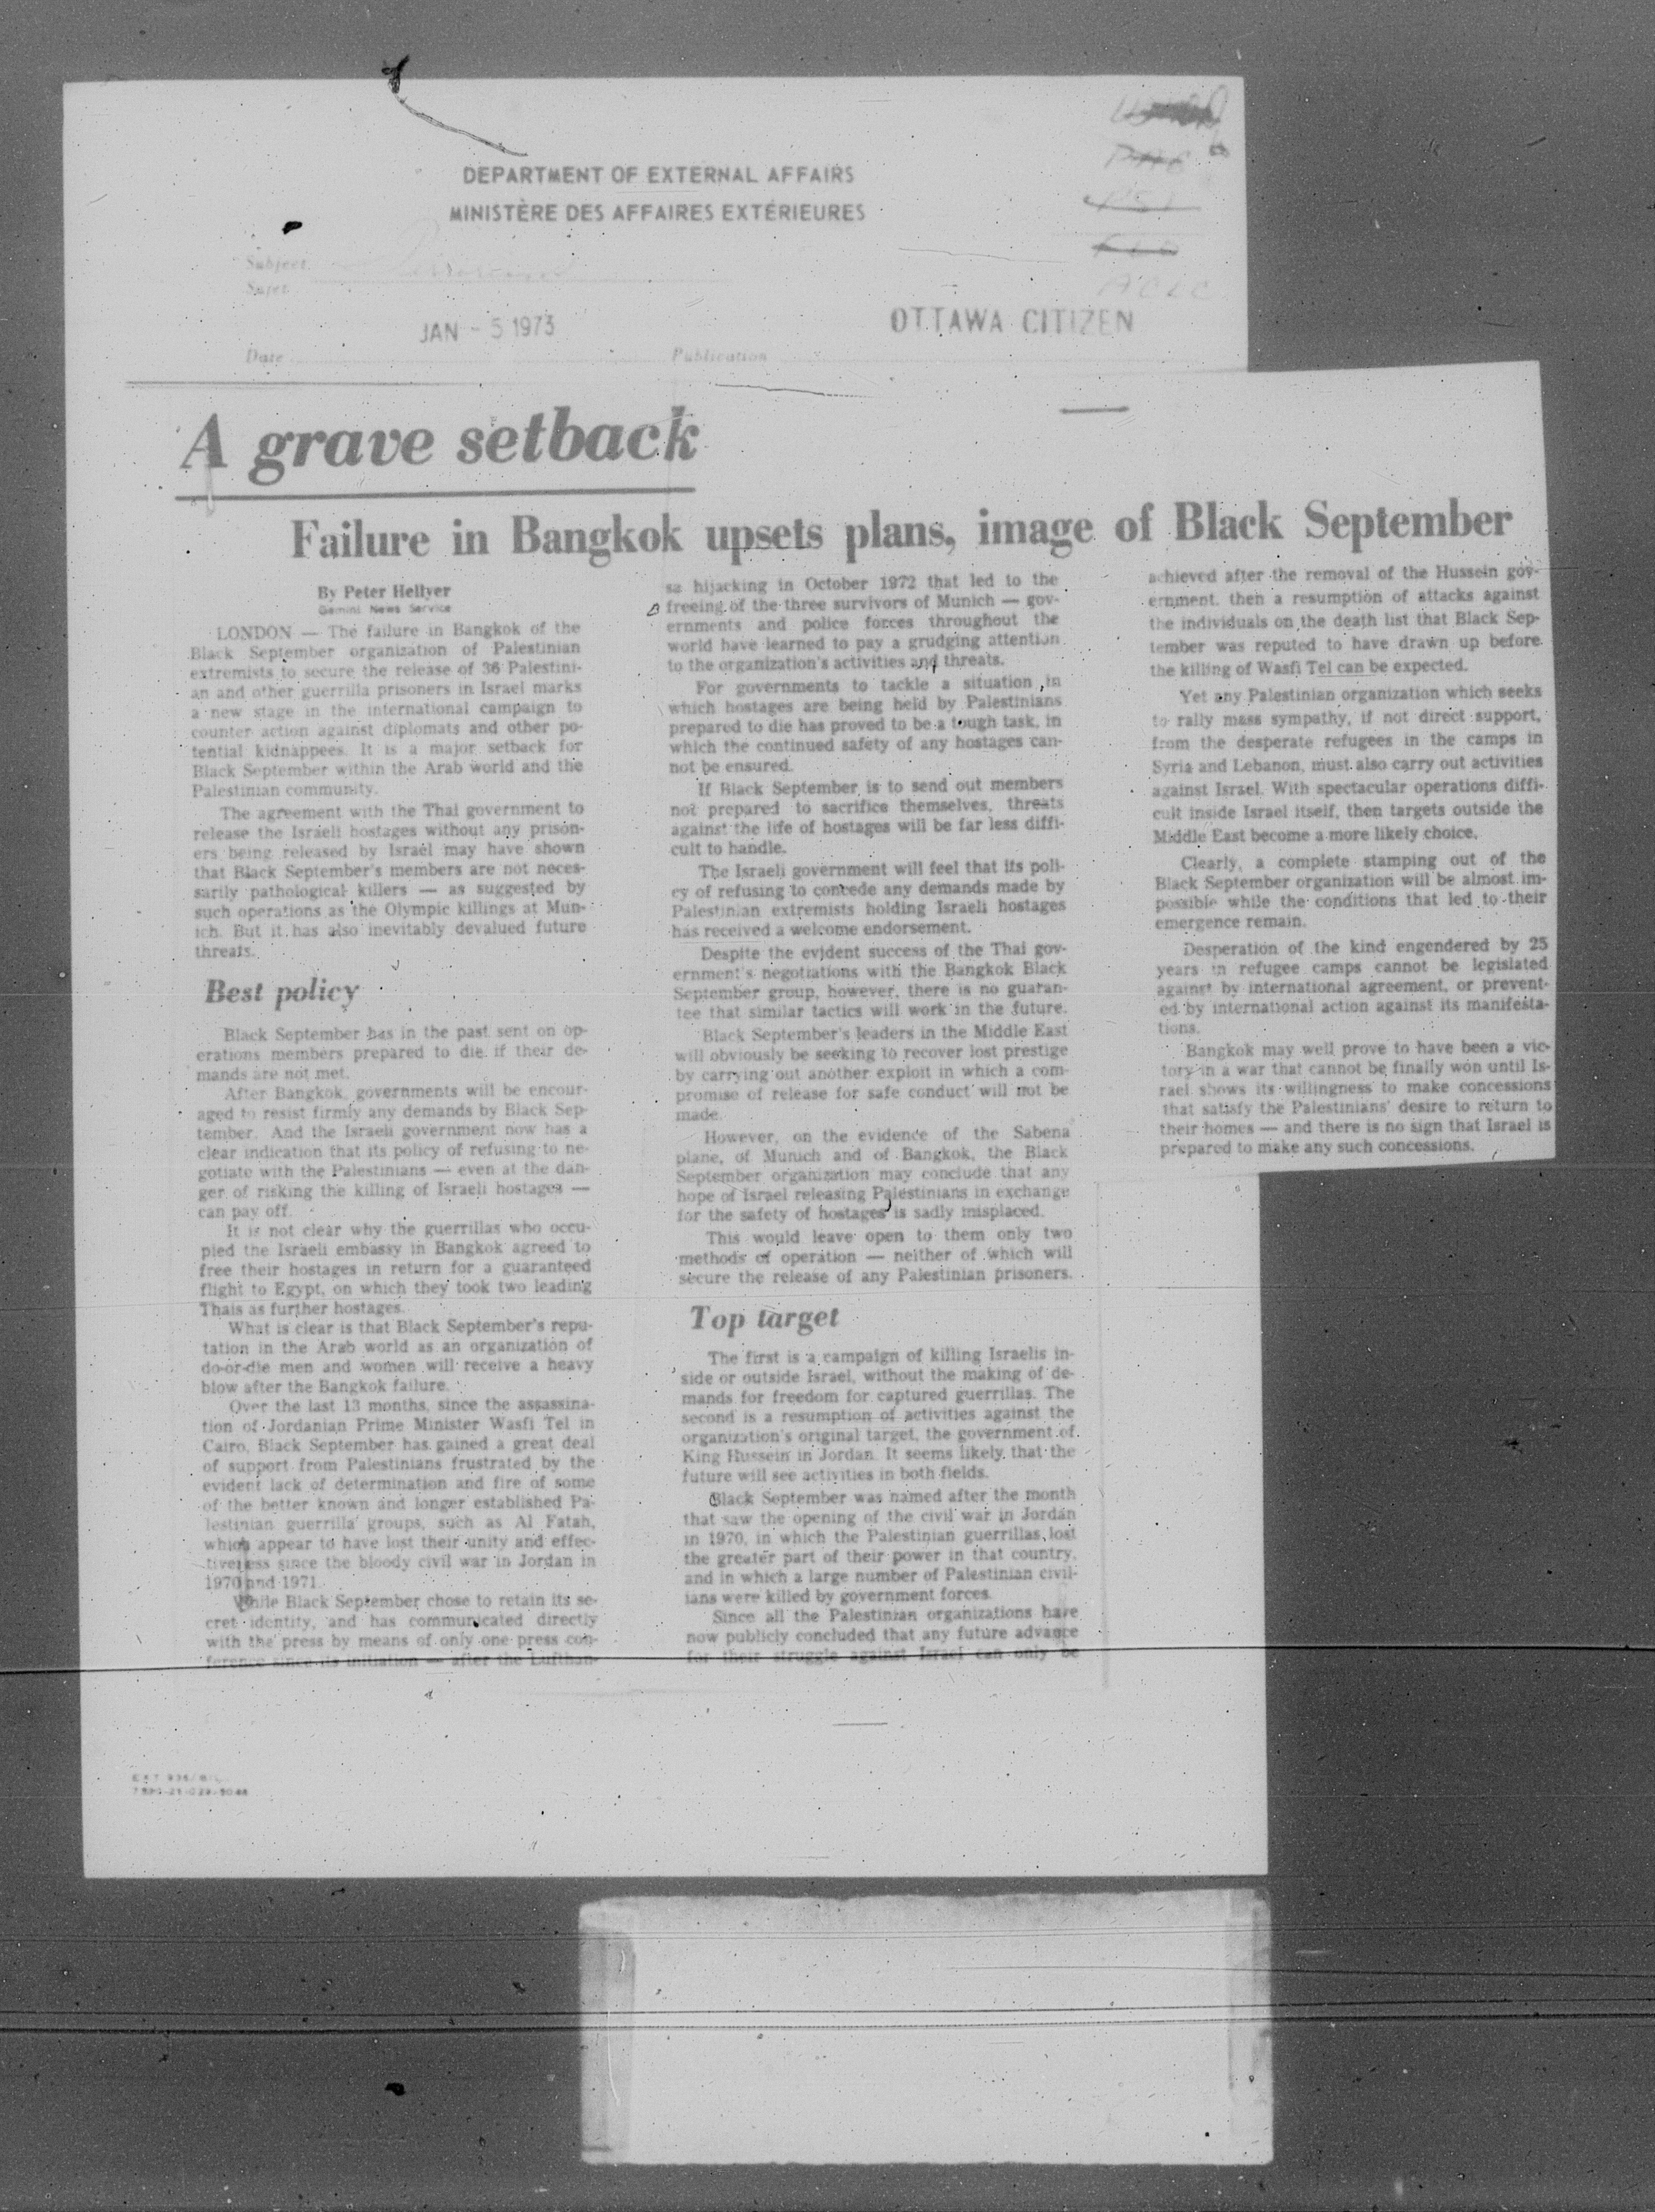 DEPARTMENT OF EXTERNAL AFFAIRS
MINISTÈRE DES AFFAIRES EXTÉRIEURES
Subject
Sujet
JAN - 5 1973
OTTAWA CITIZEN
Date
Publication
A grave setback
Failure in Bangkok upsets plans, image of Black September
By Peter Hellyer
Gemini News Service
LONDON — The failure in Bangkok of the
Black September organization of Palestinian
extremists to secure the release of 36 Palestini-
an and other guerrilla prisoners in Israel marks
a new stage in the international campaign to
counter action against diplomats and other po-
tential kidnappees. It is a major setback for
Black September within the Arab world and the
Palestinian community.
The agreement with the Thai government to
release the Israeli hostages without any prison-
ers being released by Israel may have shown
that Black September's members are not neces-
sarily pathological killers — as suggested by
such operations as the Olympic killings at Mun-
ich. But it has also inevitably devalued future
threats.
Best policy
Black September has in the past sent on op-
erations members prepared to die if their de-
mands are not met.
After Bangkok, governments will be encour-
aged to resist firmly any demands by Black Sep-
tember. And the Israeli government now has a
clear indication that its policy of refusing to ne-
gotiate with the Palestinians — even at the dan-
ger of risking the killing of Israeli hostages —
can pay off.
It is not clear why the guerrillas who occu-
pied the Israeli embassy in Bangkok agreed to
free their hostages in return for a guaranteed
flight to Egypt, on which they took two leading
Thais as further hostages.
What is clear is that Black September's repu-
tation in the Arab world as an organization of
do-or-die men and women will receive a heavy
blow after the Bangkok failure.
Over the last 13 months, since the assassina-
tion of Jordanian Prime Minister Wasfi Tel in
Cairo, Black September has gained a great deal
of support from Palestinians frustrated by the
evident lack of determination and fire of some
of the better known and longer established Pa-
lestinian guerrilla groups, such as Al Fatah,
which appear to have lost their unity and effec-
tiveness since the bloody civil war in Jordan in
1970 and 1971.
While Black September chose to retain its se-
cret identity, and has communicated directly
with the press by means of only one press con-
ference since its initiation — after the Lufthan-
sa hijacking in October 1972 that led to the
freeing of the three survivors of Munich — gov-
ernments and police forces throughout the
world have learned to pay a grudging attention
to the organization's activities and threats.
For governments to tackle a situation in
which hostages are being held by Palestinians
prepared to die has proved to be a tough task, in
which the continued safety of any hostages can-
not be ensured.
If Black September is to send out members
not prepared to sacrifice themselves, threats
against the life of hostages will be far less diffi-
cult to handle.
The Israeli government will feel that its poli-
cy of refusing to concede any demands made by
Palestinian extremists holding Israeli hostages
has received a welcome endorsement.
Despite the evident success of the Thai gov-
ernment's negotiations with the Bangkok Black
September group, however, there is no guaran-
tee that similar tactics will work in the future.
Black September's leaders in the Middle East
will obviously be seeking to recover lost prestige
by carrying out another exploit in which a com-
promise of release for safe conduct will not be
made.
However, on the evidence of the Sabena
plane, of Munich and of Bangkok, the Black
September organization may conclude that any
hope of Israel releasing Palestinians in exchange
for the safety of hostages is sadly misplaced.
This would leave open to them only two
methods of operation — neither of which will
secure the release of any Palestinian prisoners.
Top target
The first is a campaign of killing Israelis in-
side or outside Israel, without the making of de-
mands for freedom for captured guerrillas. The
second is a resumption of activities against the
organization's original target, the government of
King Hussein in Jordan. It seems likely that the
future will see activities in both fields.
Black September was named after the month
that saw the opening of the civil war in Jordan
in 1970, in which the Palestinian guerrillas lost
the greater part of their power in that country,
and in which a large number of Palestinian civil-
ians were killed by government forces.
Since all the Palestinian organizations have
now publicly concluded that any future advance
for their struggle against Israel can only be
achieved after the removal of the Hussein gov-
ernment, then a resumption of attacks against
the individuals on the death list that Black Sep-
tember was reputed to have drawn up before
the killing of Wasfi Tel can be expected.
Yet any Palestinian organization which seeks
to rally mass sympathy, if not direct support,
from the desperate refugees in the camps in
Syria and Lebanon, must also carry out activities
against Israel. With spectacular operations diffi-
cult inside Israel itself, then targets outside the
Middle East become a more likely choice.
Clearly, a complete stamping out of the
Black September organization will be almost im-
possible while the conditions that led to their
emergence remain.
Desperation of the kind engendered by 25
years in refugee camps cannot be legislated
against by international agreement, or prevent-
ed by international action against its manifesta-
tions.
Bangkok may well prove to have been a vic-
tory in a war that cannot be finally won until Is-
rael shows its willingness to make concessions
that satisfy the Palestinians' desire to return to
their homes — and there is no sign that Israel is
prepared to make any such concessions.